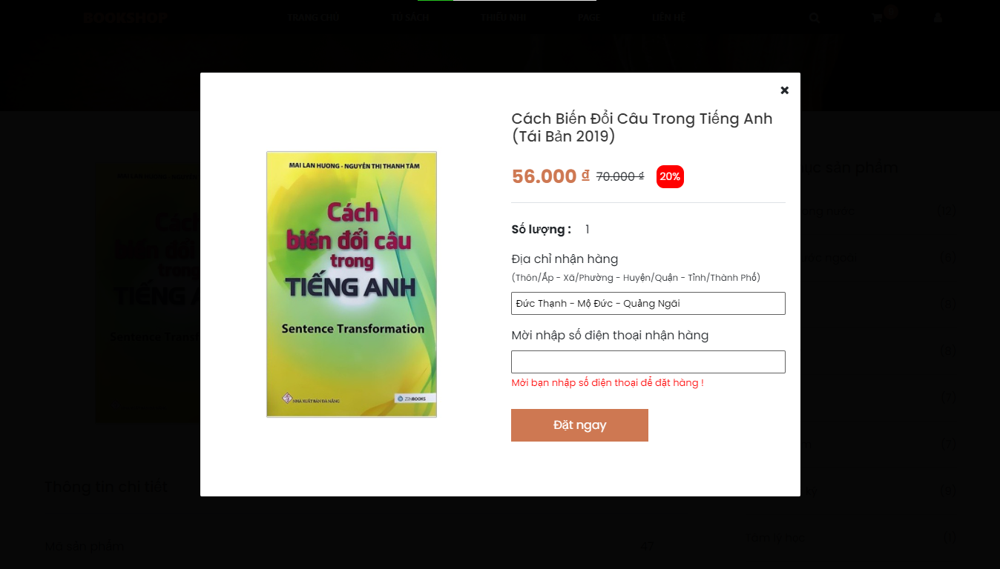 BOOKSHOP
TRANG CHỦ
TỦ SÁCH
THIẾU NHI
PAGE
LIÊN HỆ
Cách Biến Đổi Câu Trong Tiếng Anh
(Tái Bản 2019)
56.000 ₫ 70.000 ₫ 20%
Số lượng : 1
Địa chỉ nhận hàng
(Thôn/Ấp - Xã/Phường - Huyện/Quận - Tỉnh/Thành Phố)
Đức Thạnh - Mộ Đức - Quảng Ngãi
Mời nhập số điện thoại nhận hàng
Mời bạn nhập số điện thoại để đặt hàng !
Đặt ngay
MAI LAN HƯƠNG - NGUYỄN THỊ THANH TÂM
Cách
biến đổi câu
trong
TIẾNG ANH
Sentence Transformation
NHÀ XUẤT BẢN ĐÀ NẴNG
ZENBOOKS
sản phẩm
Thông tin chi tiết
Mã sản phẩm
47